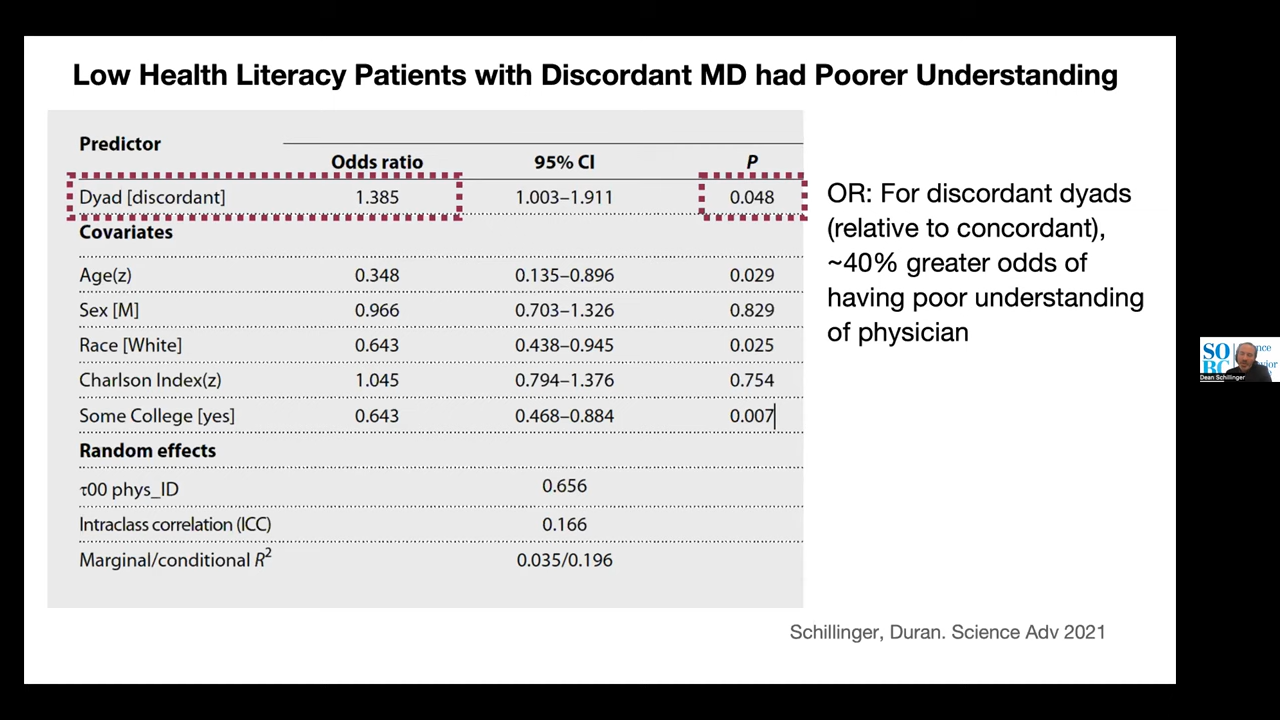 Low Health Literacy Patients with Discordant MD had Poorer Understanding
Predictor
Odds ratio 95% CI P
Dyad [discordant] 1.385 1.003–1.911 0.048
Covariates
Age(z) 0.348 0.135–0.896 0.029
Sex [M] 0.966 0.703–1.326 0.829
Race [White] 0.643 0.438–0.945 0.025
Charlson Index(z) 1.045 0.794–1.376 0.754
Some College [yes] 0.643 0.468–0.884 0.007
Random effects
τ00 phys_ID 0.656
Intraclass correlation (ICC) 0.166
Marginal/conditional R² 0.035/0.196
OR: For discordant dyads
(relative to concordant),
~40% greater odds of
having poor understanding
of physician
Schillinger, Duran. Science Adv 2021
SO
Dean Schillinger